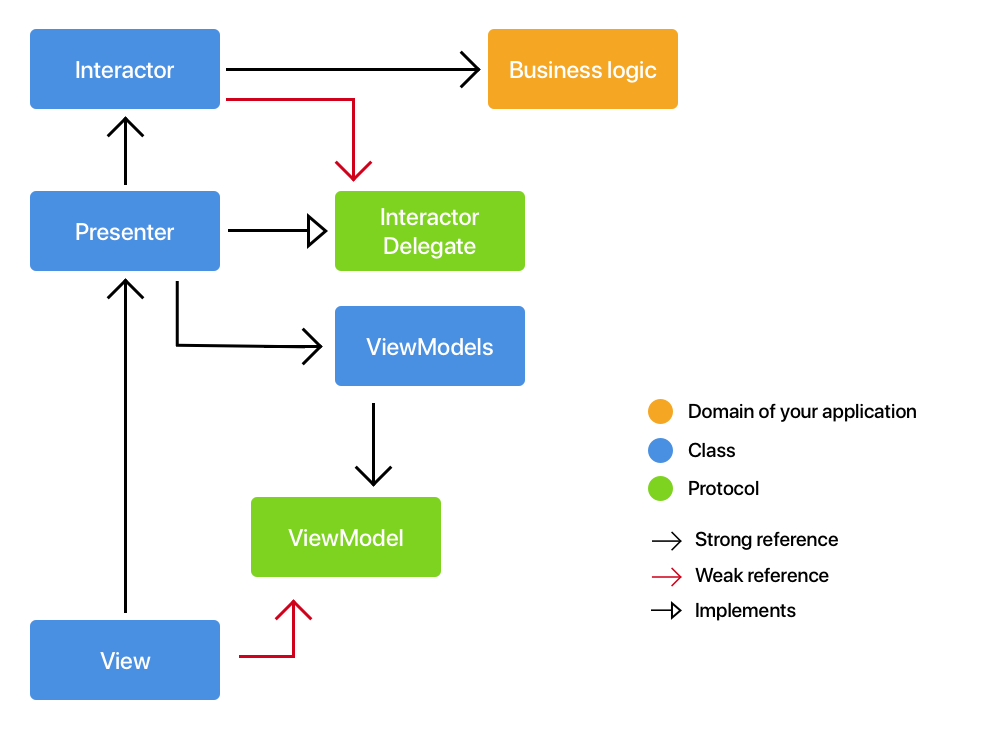 Interactor
Business logic
Presenter
Interactor
Delegate
ViewModels
ViewModel
View
Domain of your application
Class
Protocol
Strong reference
Weak reference
Implements